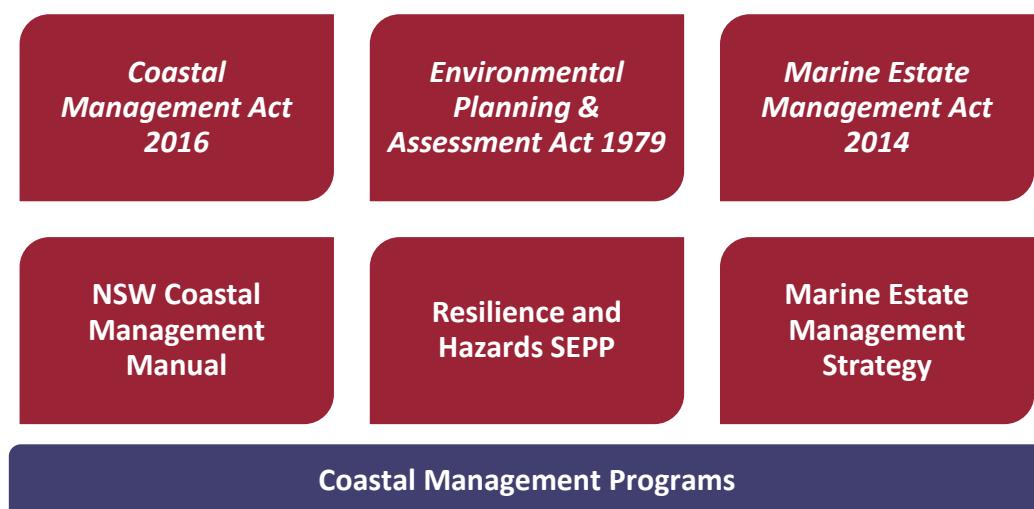 Coastal
Management Act
2016
Environmental
Planning &
Assessment Act 1979
Marine Estate
Management Act
2014
NSW Coastal
Management
Manual
Resilience and
Hazards SEPP
Marine Estate
Management
Strategy
Coastal Management Programs